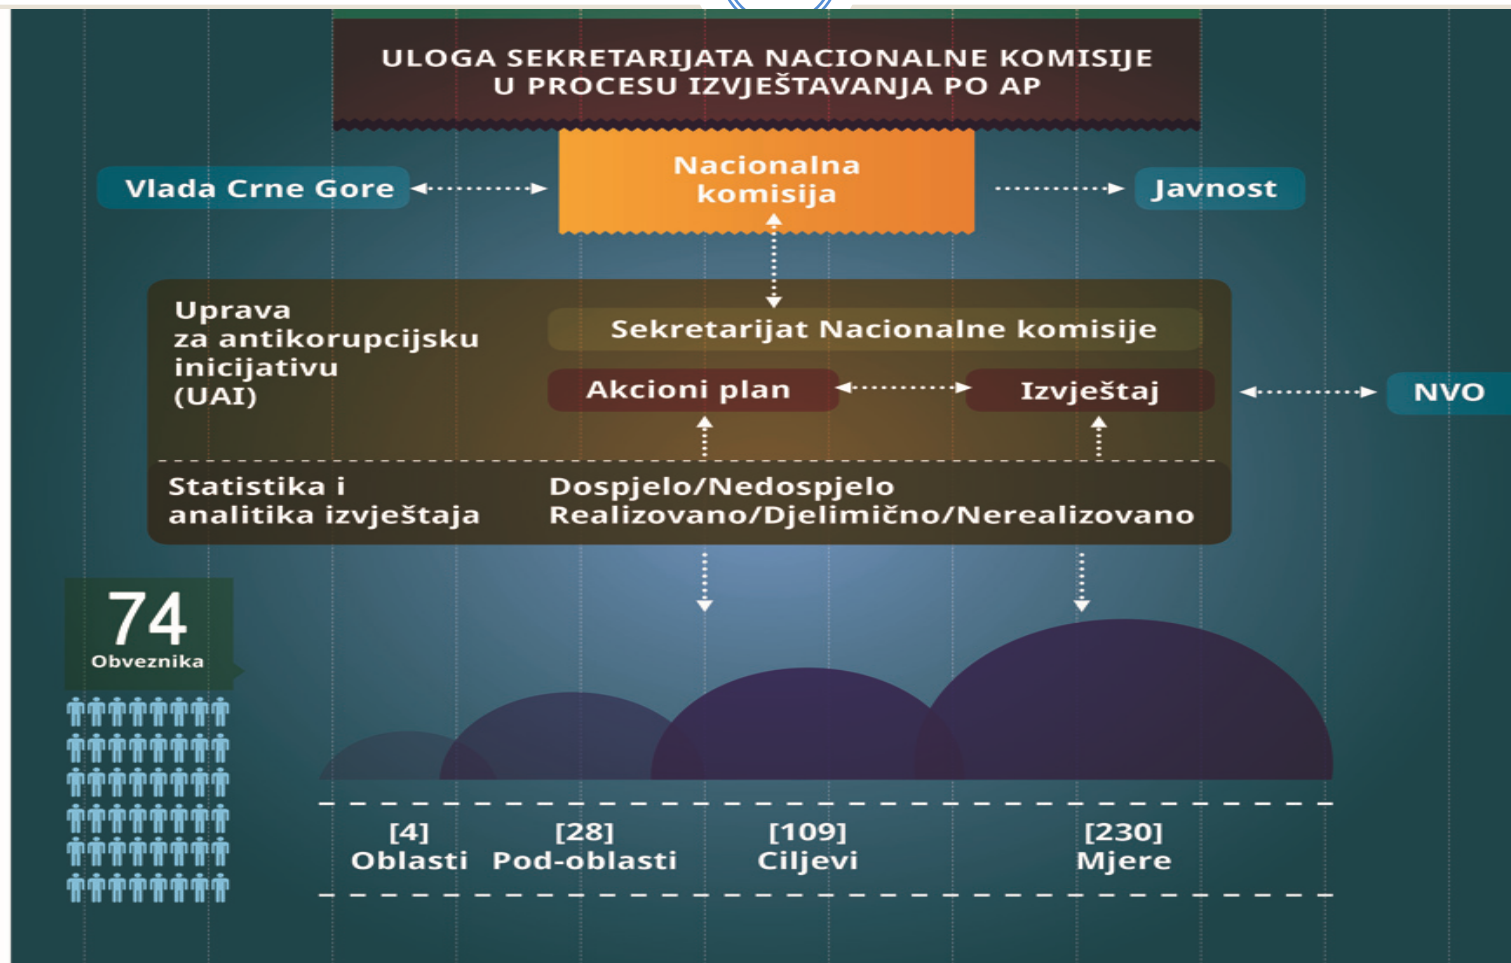 ULOGA SEKRETARIJATA NACIONALNE KOMISIJE
U PROCESU IZVJEŠTAVANJA PO AP
Vlada Crne Gore
Nacionalna
komisija
Javnost
Uprava
za antikorupcijsku
inicijativu
(UAI)
Sekretarijat Nacionalne komisije
Akcioni plan
Izvještaj
NVO
Statistika i
analitika izvještaja
Dospjelo/Nedospjelo
Realizovano/Djelimično/Nerealizovano
74
Obveznika
[4]
Oblasti
[28]
Pod-oblasti
[109]
Ciljevi
[230]
Mjere